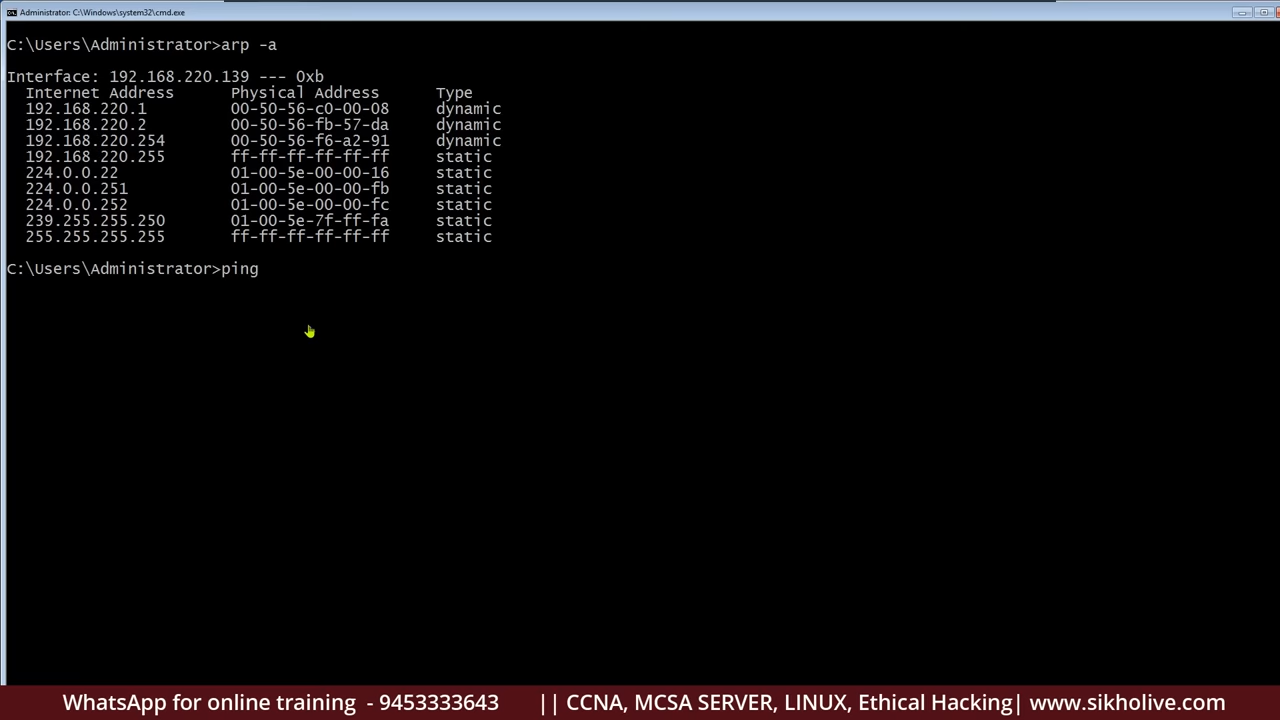 Administrator: C:\Windows\system32\cmd.exe
C:\Users\Administrator>arp -a
Interface: 192.168.220.139 --- 0xb
Internet Address Physical Address Type
192.168.220.1 00-50-56-c0-00-08 dynamic
192.168.220.2 00-50-56-fb-57-da dynamic
192.168.220.254 00-50-56-f6-a2-91 dynamic
192.168.220.255 ff-ff-ff-ff-ff-ff static
224.0.0.22 01-00-5e-00-00-16 static
224.0.0.251 01-00-5e-00-00-fb static
224.0.0.252 01-00-5e-00-00-fc static
239.255.255.250 01-00-5e-7f-ff-fa static
255.255.255.255 ff-ff-ff-ff-ff-ff static
C:\Users\Administrator>ping
WhatsApp for online training - 9453333643 || CCNA, MCSA SERVER, LINUX, Ethical Hacking| www.sikholive.com